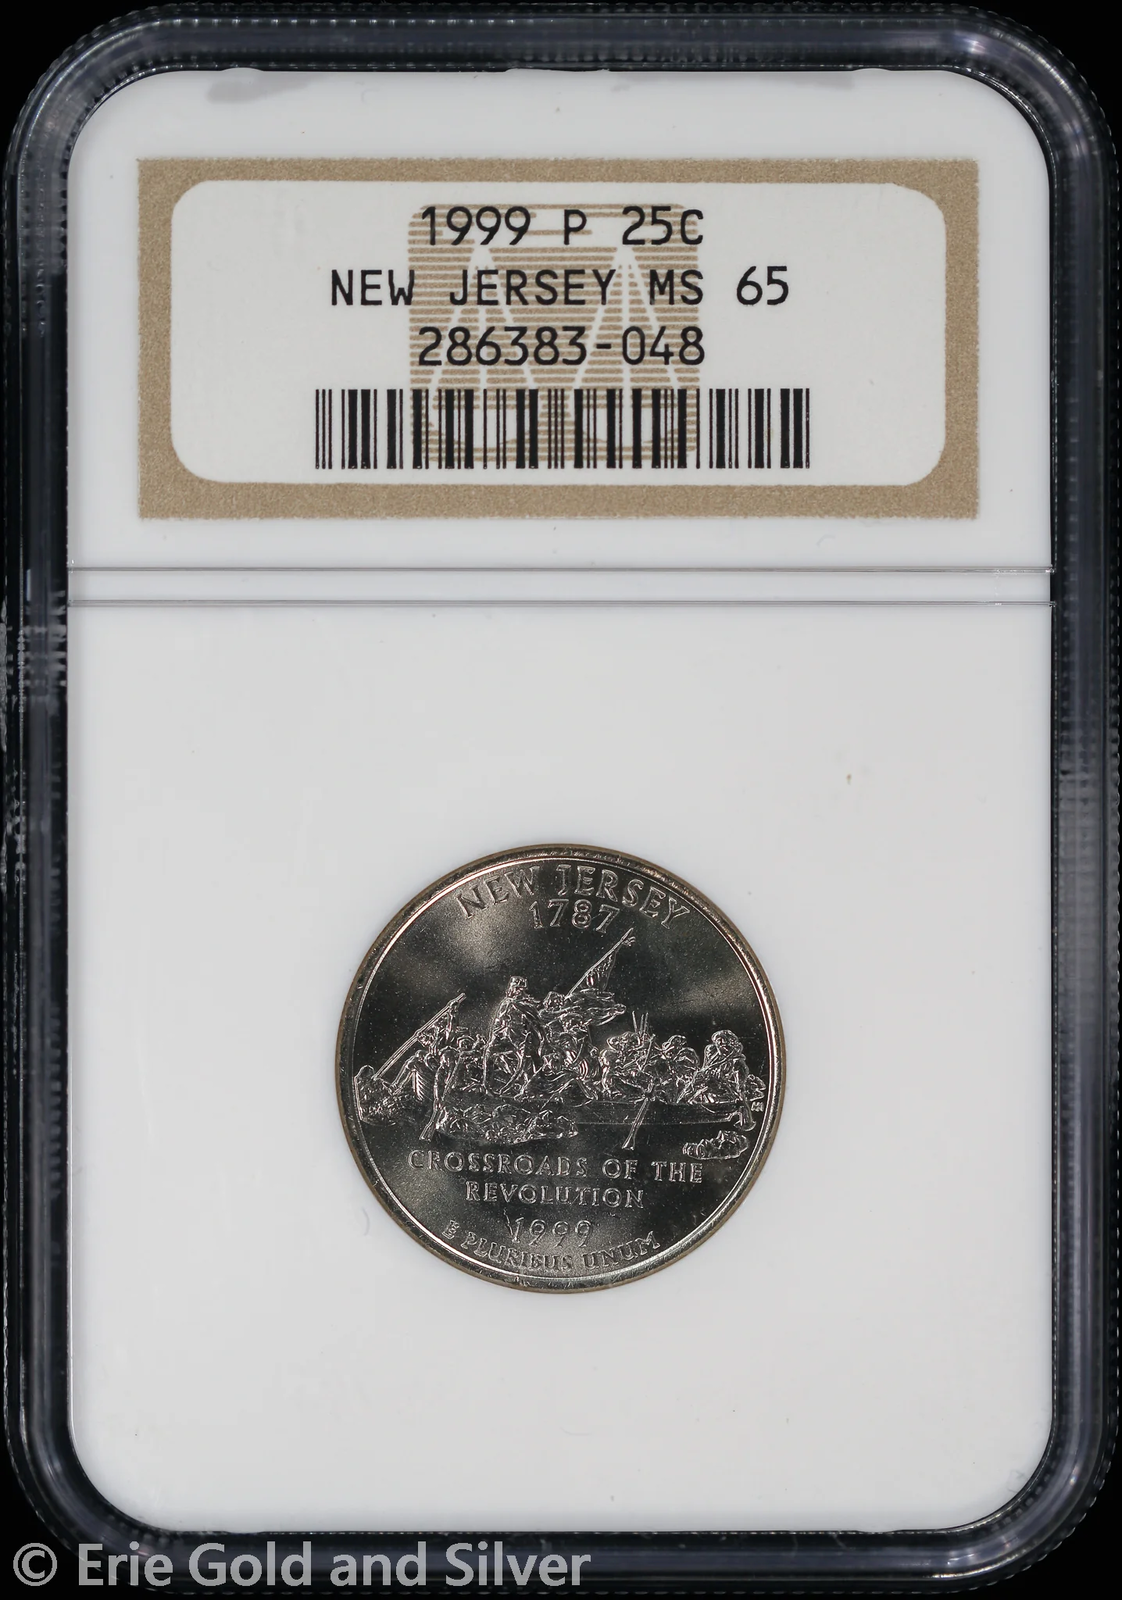 1999 P 25C
NEW JERSEY MS 65
286383-048
NEW JERSEY
1787
CROSSROADS OF THE
REVOLUTION
1999
E PLURIBUS UNUM
© Erie Gold and Silver